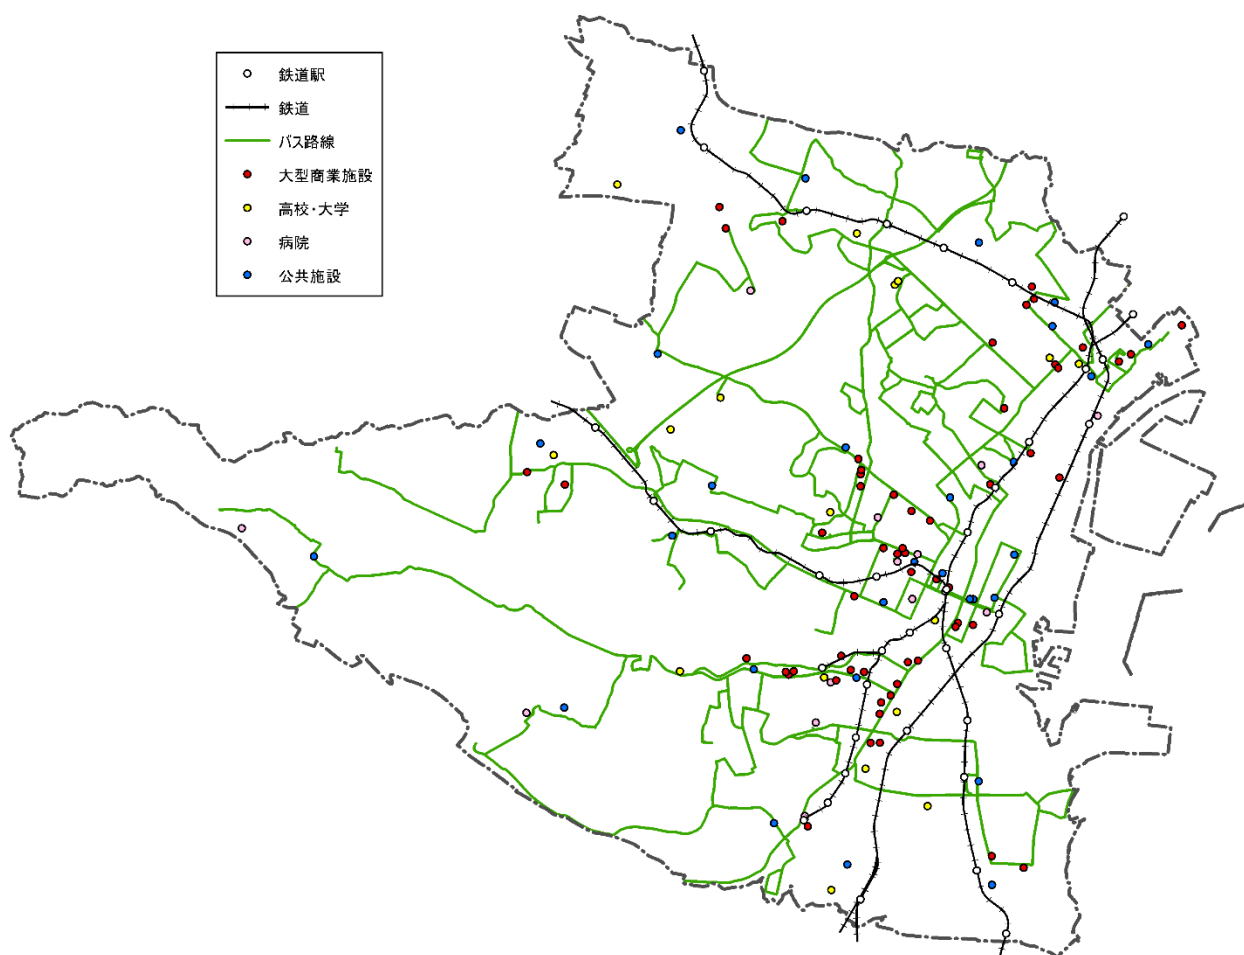 鉄道駅
鉄道
バス路線
大型商業施設
高校・大学
病院
公共施設